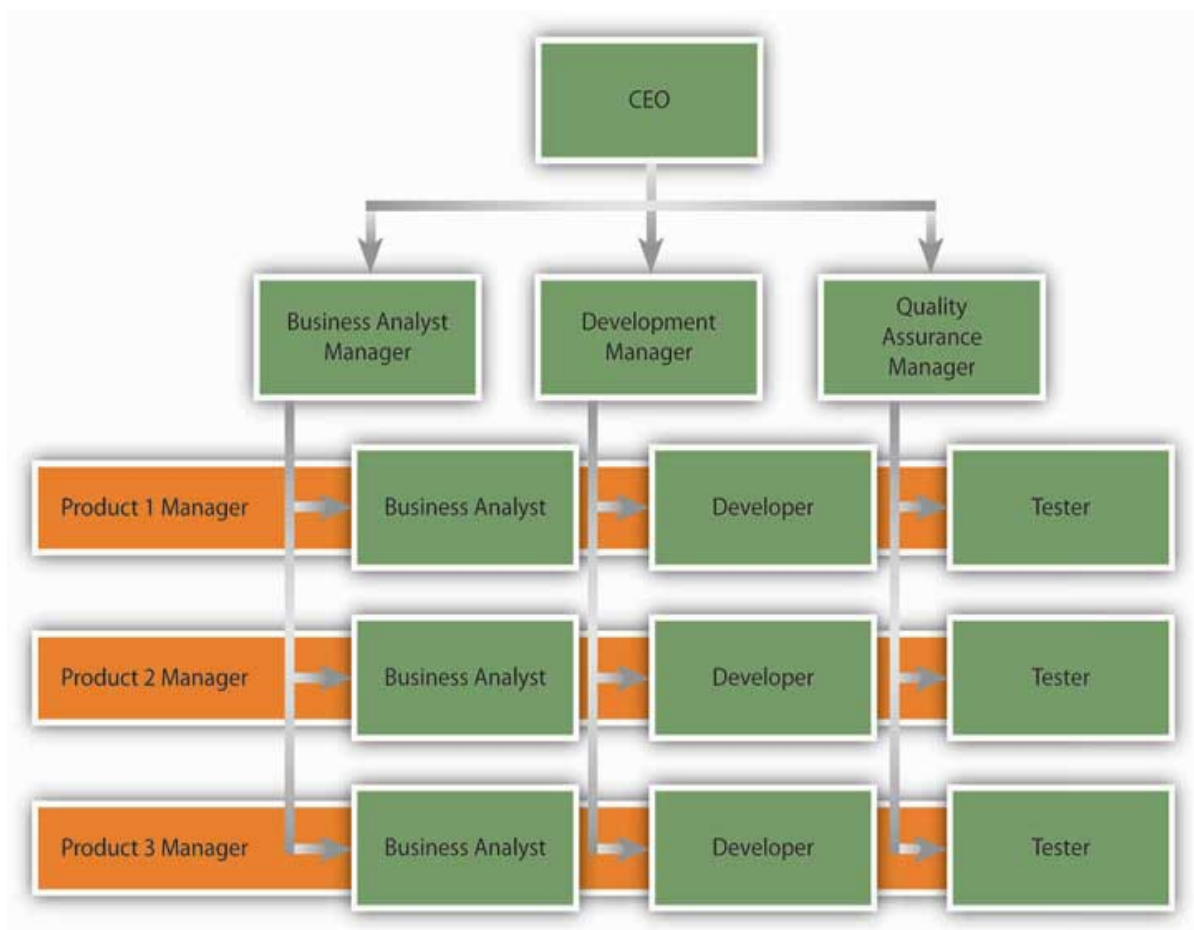 CEO
Business Analyst
Manager
Development
Manager
Quality
Assurance
Manager
Product 1 Manager
Business Analyst
Developer
Tester
Product 2 Manager
Business Analyst
Developer
Tester
Product 3 Manager
Business Analyst
Developer
Tester